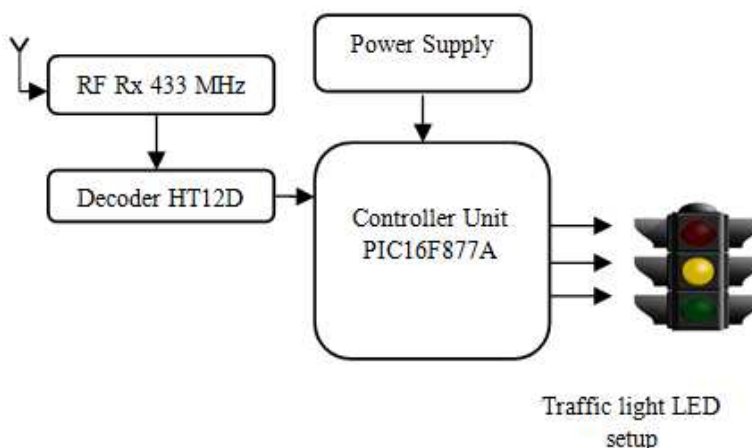 Power Supply
RF Rx 433 MHz
Decoder HT12D
Controller Unit
PIC16F877A
Traffic light LED
setup